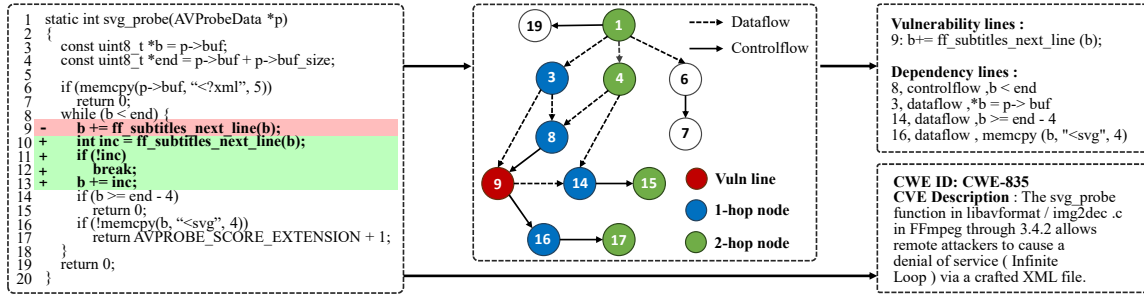 1 static int svg_probe(AVProbeData *p)
2 {
3 const uint8_t *b = p->buf;
4 const uint8_t *end = p->buf + p->buf_size;
5
6 if (memcpy(p->buf, “<?xml”, 5))
7 return 0;
8 while (b < end) {
9 - b += ff_subtitles_next_line(b);
10 + int inc = ff_subtitles_next_line(b);
11 + if (!inc)
12 + break;
13 + b += inc;
14 if (b >= end - 4)
15 return 0;
16 if (!memcpy(b, “<svg”, 4))
17 return AVPROBE_SCORE_EXTENSION + 1;
18 }
19 return 0;
20 }
19
1
Dataflow
Controlflow
3
4
6
8
7
9
14
15
16
17
Vuln line
1-hop node
2-hop node
Vulnerability lines :
9: b+= ff_subtitles_next_line (b);
Dependency lines :
8, controlflow ,b < end
3, dataflow ,*b = p-> buf
14, dataflow ,b >= end - 4
16, dataflow , memcpy (b, "<svg", 4)
CWE ID: CWE-835
CVE Description : The svg_probe
function in libavformat / img2dec .c
in FFmpeg through 3.4.2 allows
remote attackers to cause a
denial of service ( Infinite
Loop ) via a crafted XML file.